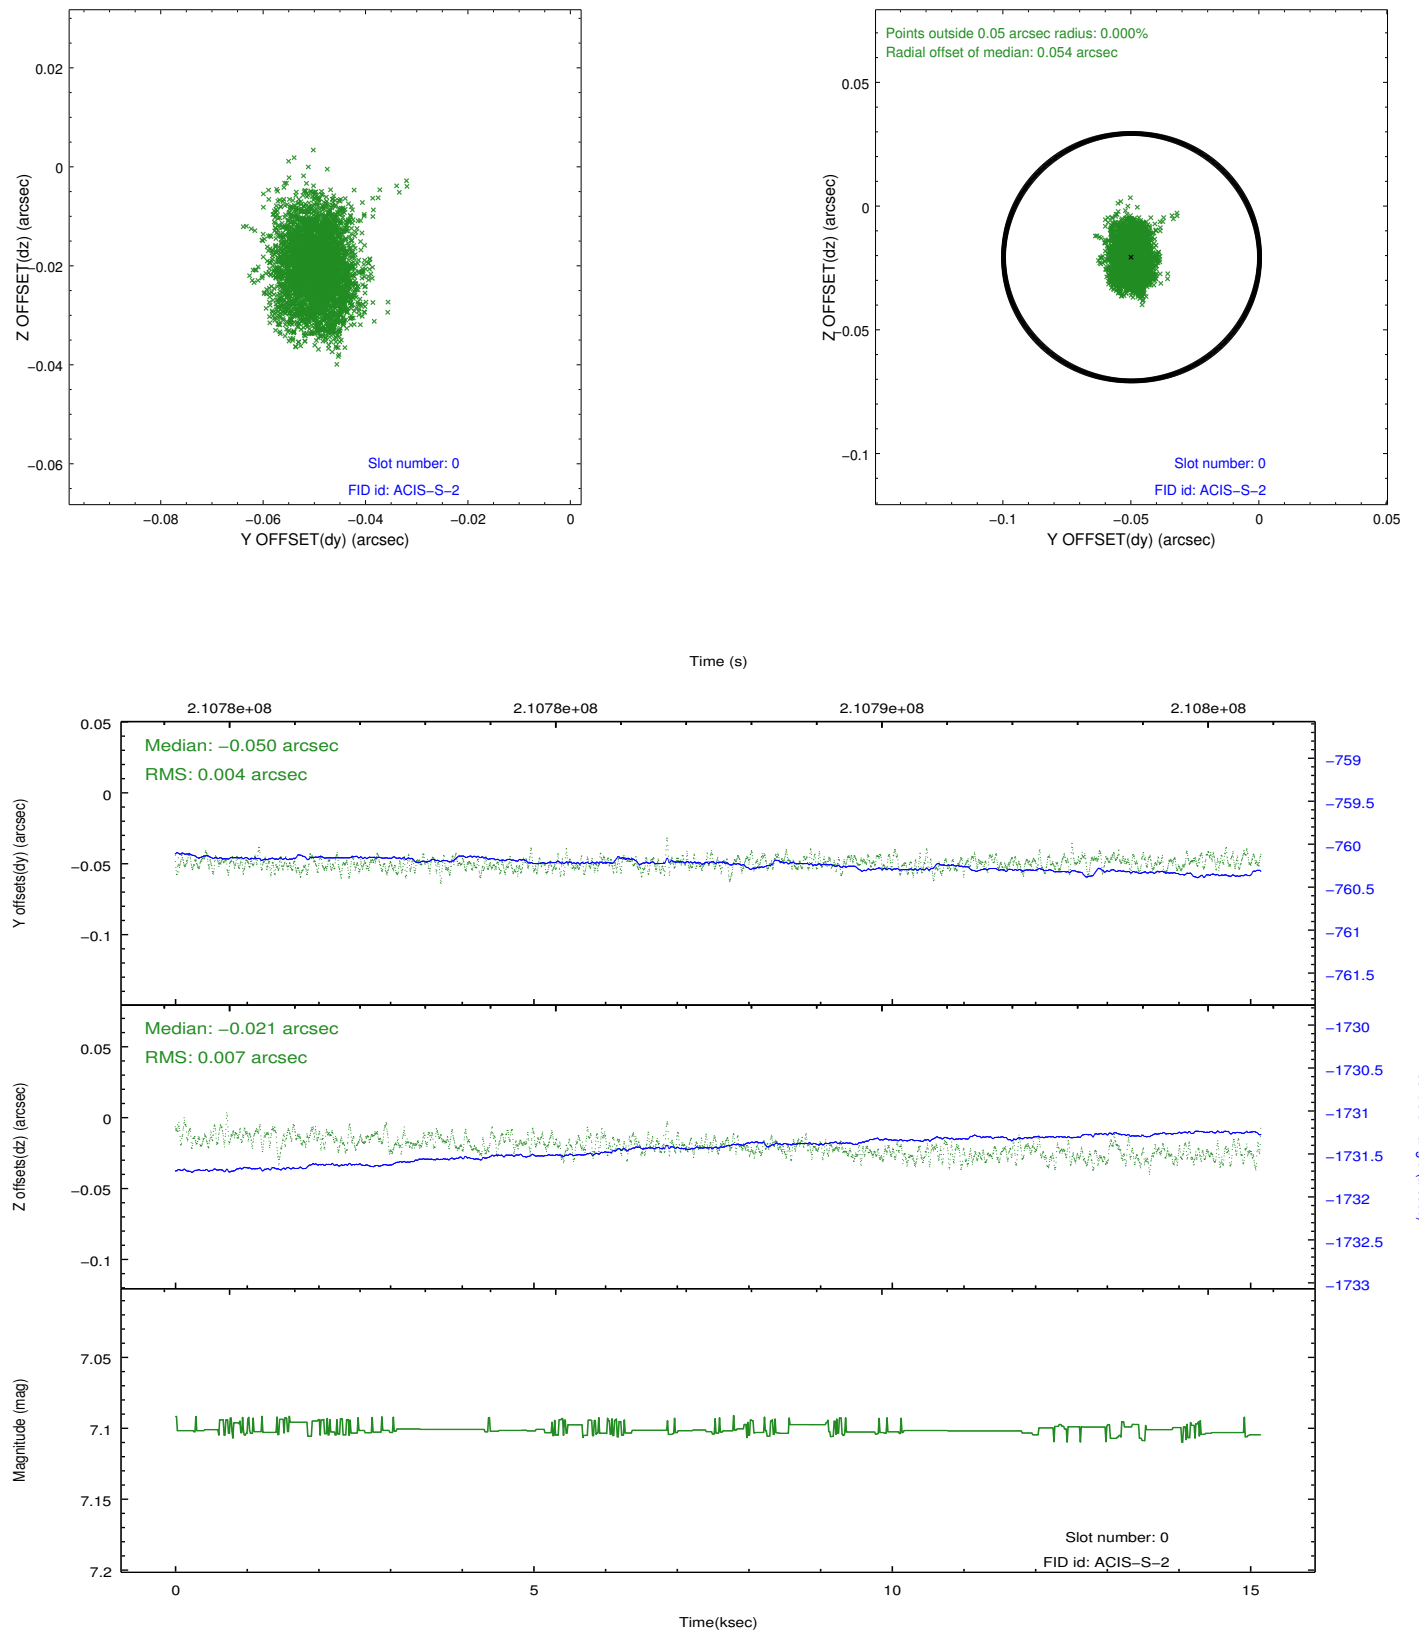 0.02
0
−0.02
−0.04
−0.06
Z OFFSET(dz) (arcsec)
Slot number: 0
FID id: ACIS−S−2
−0.08
−0.06
−0.04
−0.02
0
Y OFFSET(dy) (arcsec)
Points outside 0.05 arcsec radius: 0.000%
Radial offset of median: 0.054 arcsec
0.05
0
−0.05
−0.1
Z OFFSET(dz) (arcsec)
Slot number: 0
FID id: ACIS−S−2
−0.1
−0.05
0
0.05
Y OFFSET(dy) (arcsec)
Time (s)
2.1078e+08
2.1078e+08
2.1079e+08
2.108e+08
Median: −0.050 arcsec
RMS: 0.004 arcsec
0.05
0
−0.05
−0.1
Y offsets(dy) (arcsec)
−759
−759.5
−760
−760.5
−761
−761.5
Median: −0.021 arcsec
RMS: 0.007 arcsec
0.05
0
−0.05
−0.1
Z offsets(dz) (arcsec)
−1730
−1730.5
−1731
−1731.5
−1732
−1732.5
−1733
7.05
7.1
7.15
7.2
Magnitude (mag)
Slot number: 0
FID id: ACIS−S−2
0
5
10
15
Time(ksec)